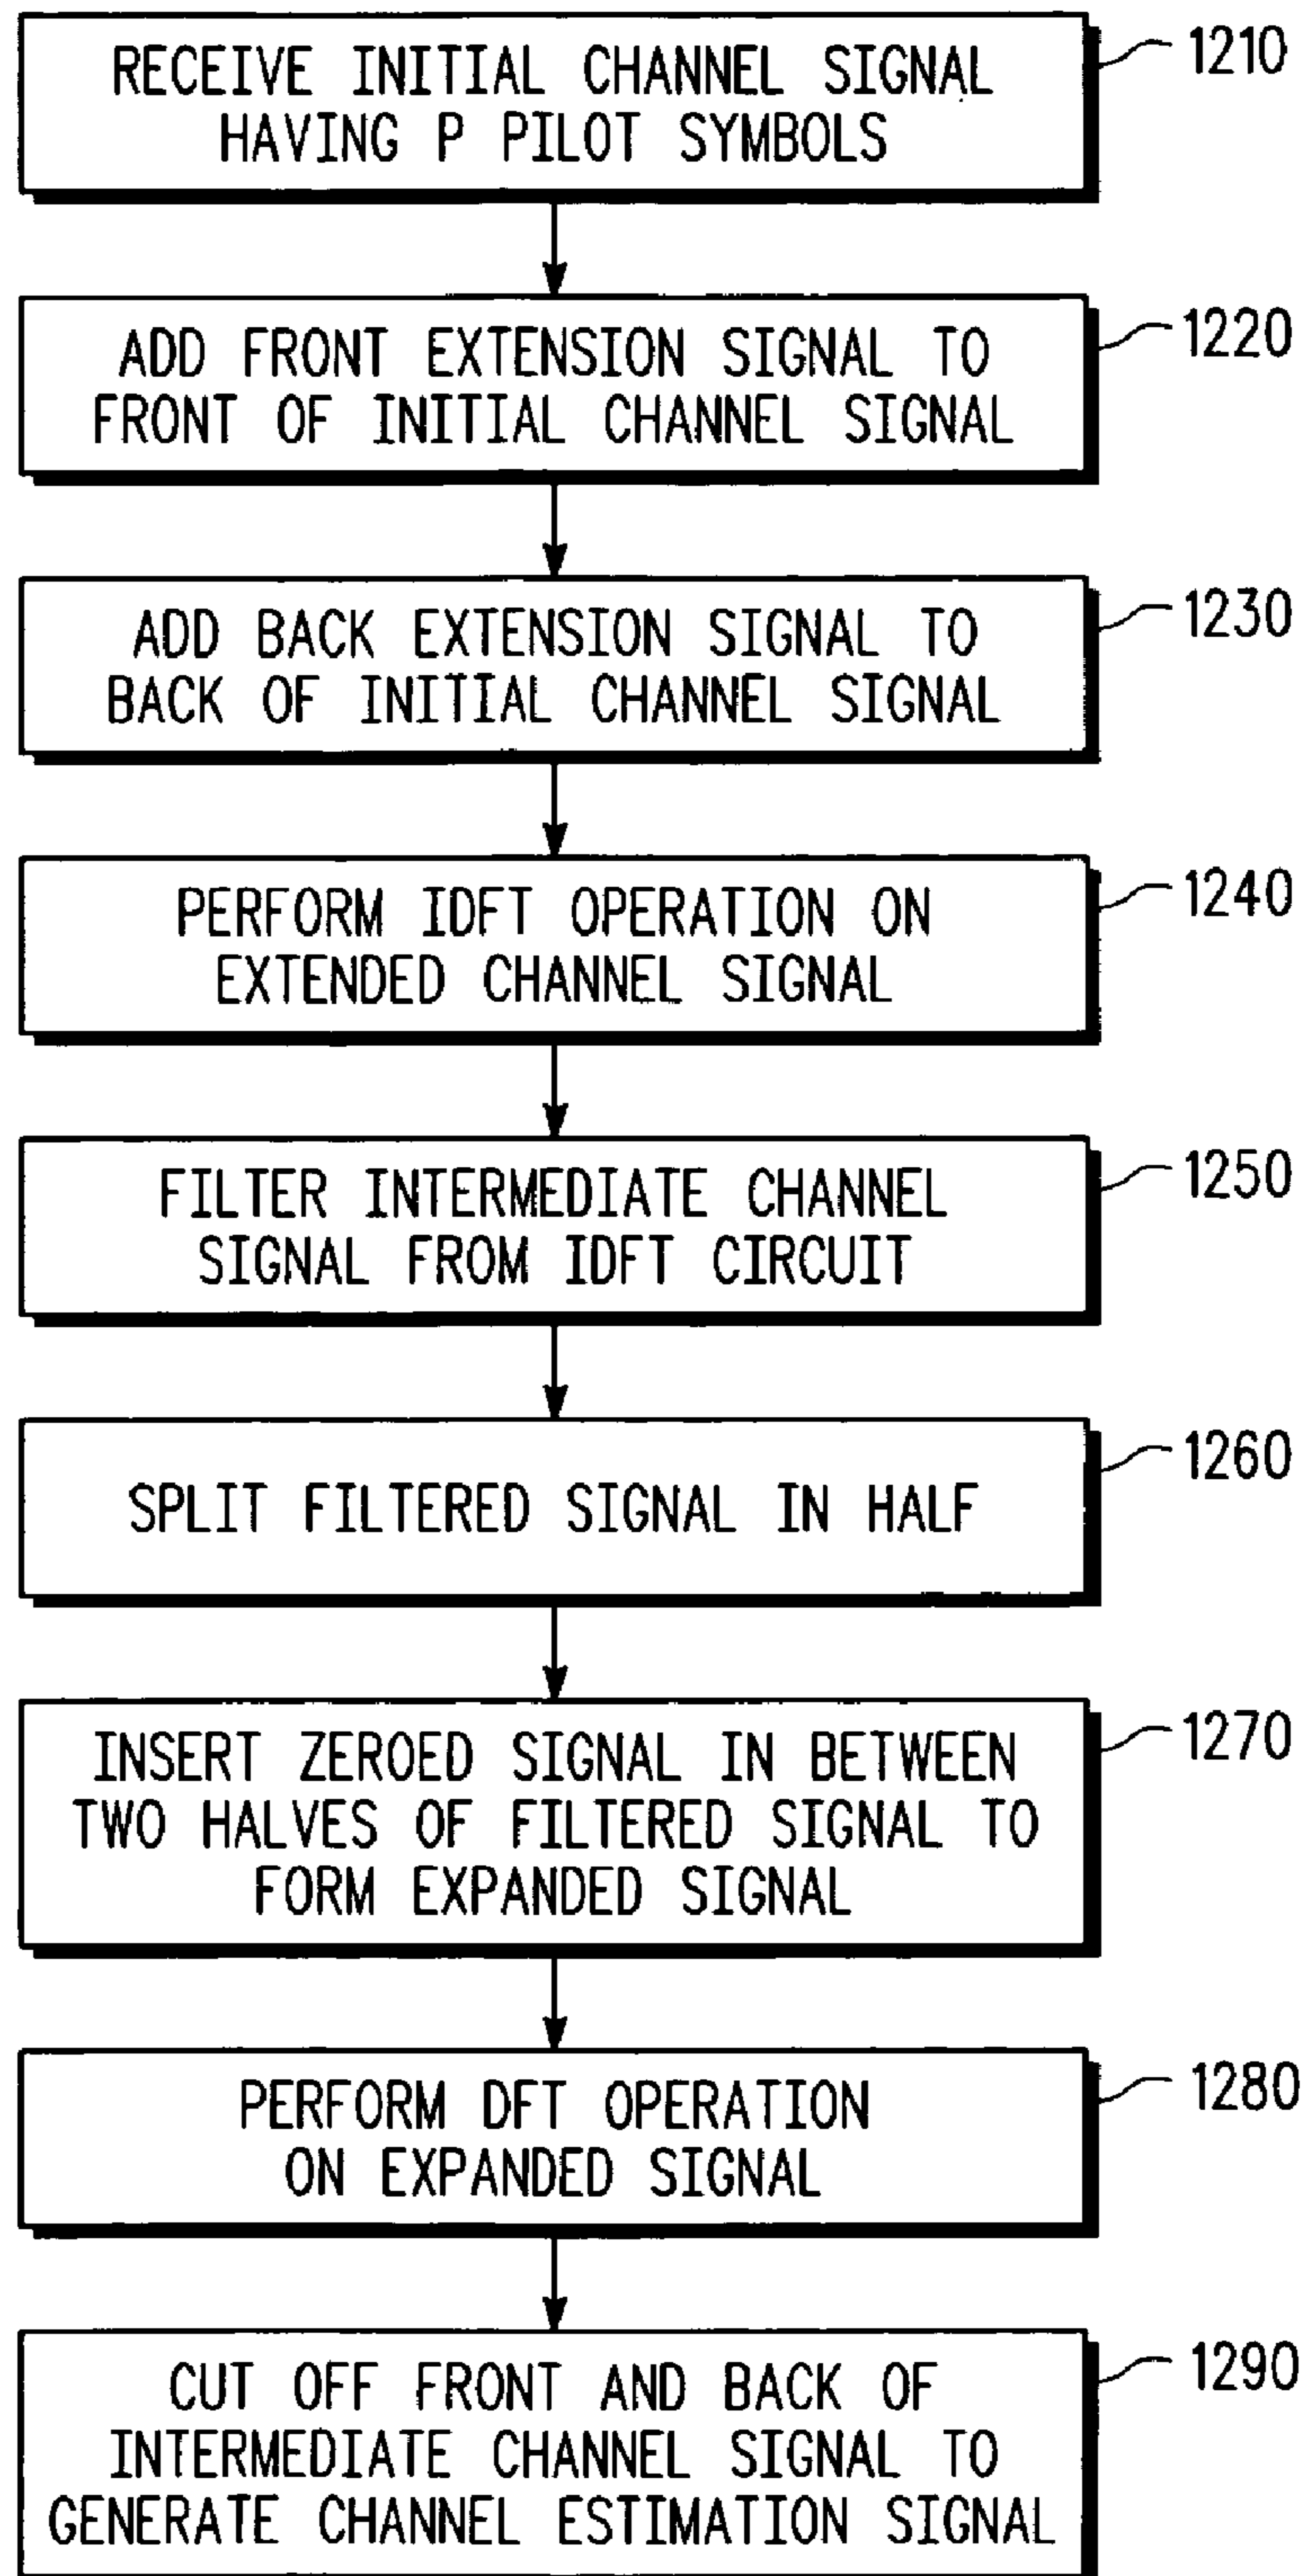 RECEIVE INITIAL CHANNEL SIGNAL
HAVING P PILOT SYMBOLS
1210
ADD FRONT EXTENSION SIGNAL TO
FRONT OF INITIAL CHANNEL SIGNAL
1220
ADD BACK EXTENSION SIGNAL TO
BACK OF INITIAL CHANNEL SIGNAL
1230
PERFORM IDFT OPERATION ON
EXTENDED CHANNEL SIGNAL
1240
FILTER INTERMEDIATE CHANNEL
SIGNAL FROM IDFT CIRCUIT
1250
SPLIT FILTERED SIGNAL IN HALF
1260
INSERT ZEROED SIGNAL IN BETWEEN
TWO HALVES OF FILTERED SIGNAL TO
FORM EXPANDED SIGNAL
1270
PERFORM DFT OPERATION
ON EXPANDED SIGNAL
1280
CUT OFF FRONT AND BACK OF
INTERMEDIATE CHANNEL SIGNAL TO
GENERATE CHANNEL ESTIMATION SIGNAL
1290